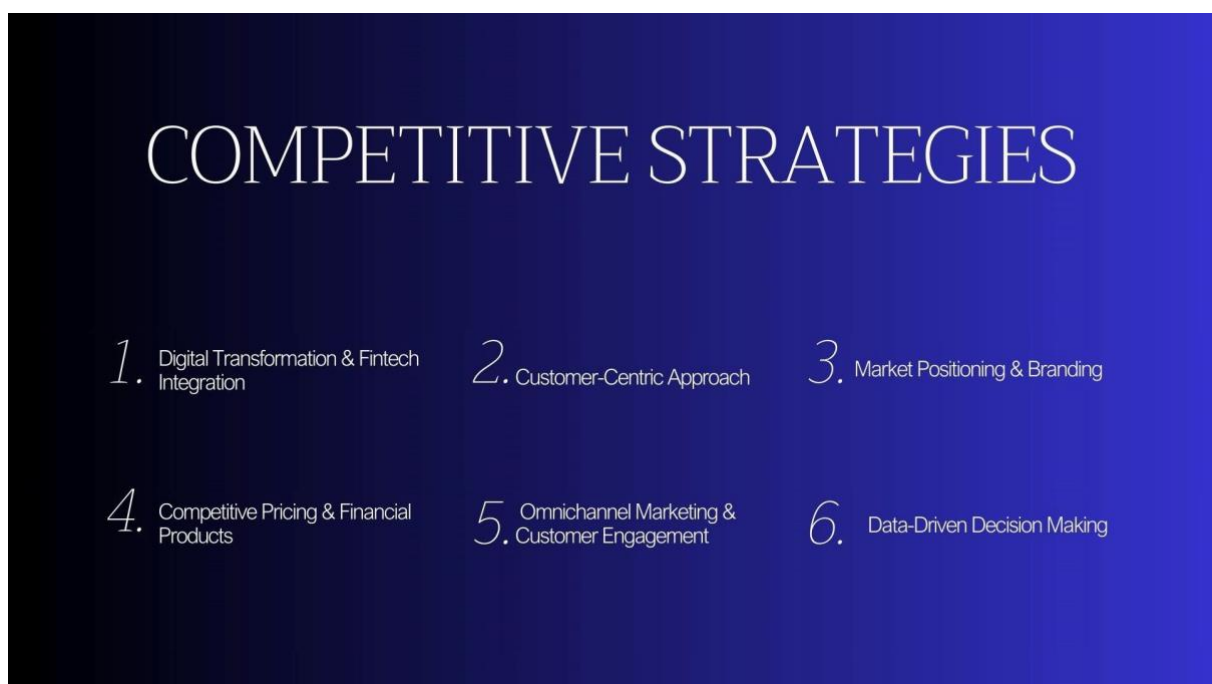 COMPETITIVE STRATEGIES
1. Digital Transformation & Fintech
Integration
2. Customer-Centric Approach
3. Market Positioning & Branding
4. Competitive Pricing & Financial
Products
5. Omnichannel Marketing &
Customer Engagement
6. Data-Driven Decision Making